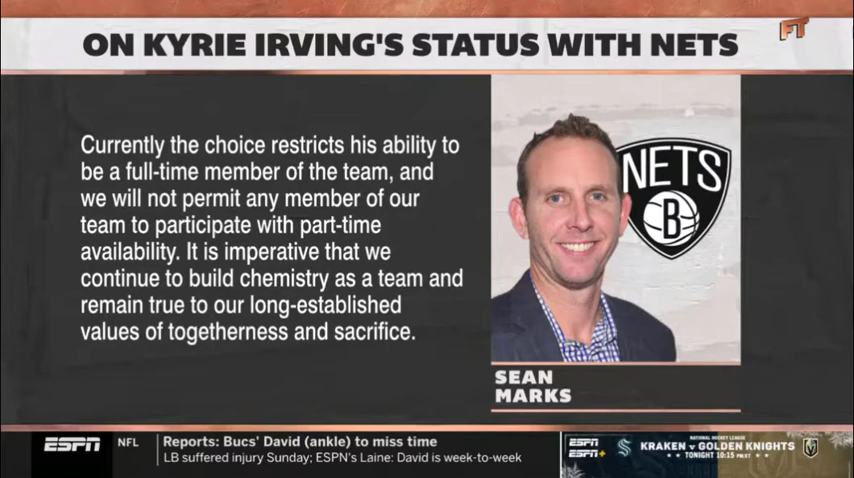 FT
ON KYRIE IRVING'S STATUS WITH NETS
Currently the choice restricts his ability to
be a full-time member of the team, and
we will not permit any member of our
team to participate with part-time
availability. It is imperative that we
continue to build chemistry as a team and
remain true to our long-established
values of togetherness and sacrifice.
NETS
B
SEAN
MARKS
ESPN
NFL
Reports: Bucs' David (ankle) to miss time
LB suffered injury Sunday; ESPN's Laine: David is week-to-week
ESPN
ESPN+
NATIONAL HOCKEY LEAGUE
KRAKEN V GOLDEN KNIGHTS
TONIGHT 10:15 PM ET